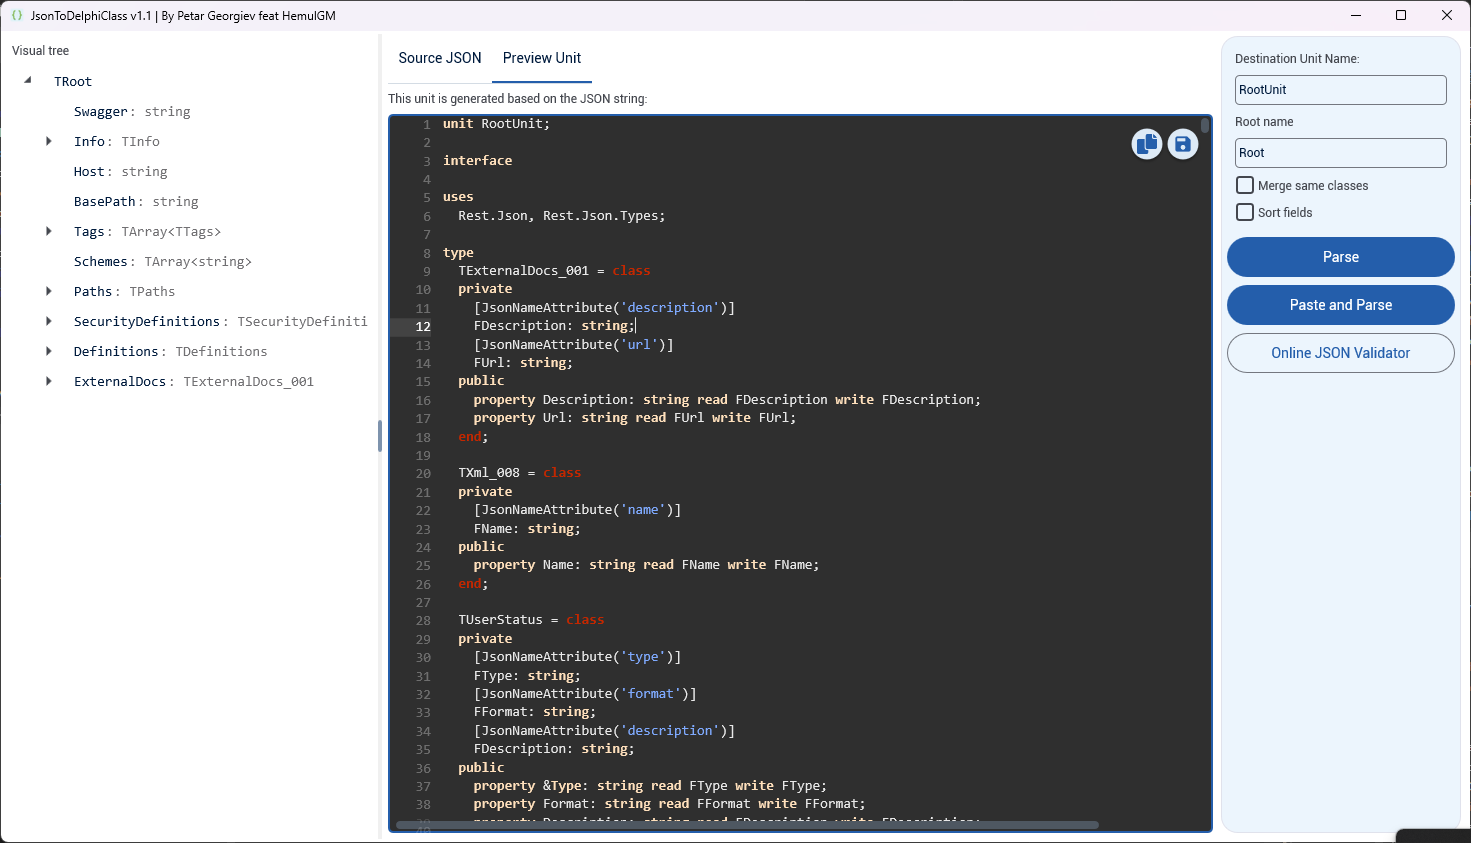 JsonToDelphiClass v1.1 | By Petar Georgiev feat HemulGM
Visual tree
TRoot
Swagger: string
Info: TInfo
Host: string
BasePath: string
Tags: TArray<TTags>
Schemes: TArray<string>
Paths: TPaths
SecurityDefinitions: TSecurityDefiniti
Definitions: TDefinitions
ExternalDocs: TExternalDocs_001
Source JSON
Preview Unit
This unit is generated based on the JSON string:
1 unit RootUnit;
2
3 interface
4
5 uses
6 Rest.Json, Rest.Json.Types;
7
8 type
9 TExternalDocs_001 = class
10 private
11 [JsonNameAttribute('description')]
12 FDescription: string;
13 [JsonNameAttribute('url')]
14 FUrl: string;
15 public
16 property Description: string read FDescription write FDescription;
17 property Url: string read FUrl write FUrl;
18 end;
19
20 TXml_008 = class
21 private
22 [JsonNameAttribute('name')]
23 FName: string;
24 public
25 property Name: string read FName write FName;
26 end;
27
28 TUserStatus = class
29 private
30 [JsonNameAttribute('type')]
31 FType: string;
32 [JsonNameAttribute('format')]
33 FFormat: string;
34 [JsonNameAttribute('description')]
35 FDescription: string;
36 public
37 property &Type: string read FType write FType;
38 property Format: string read FFormat write FFormat;
39 property Description: string read FDescription write FDescription;
40
Destination Unit Name:
RootUnit
Root name
Root
Merge same classes
Sort fields
Parse
Paste and Parse
Online JSON Validator